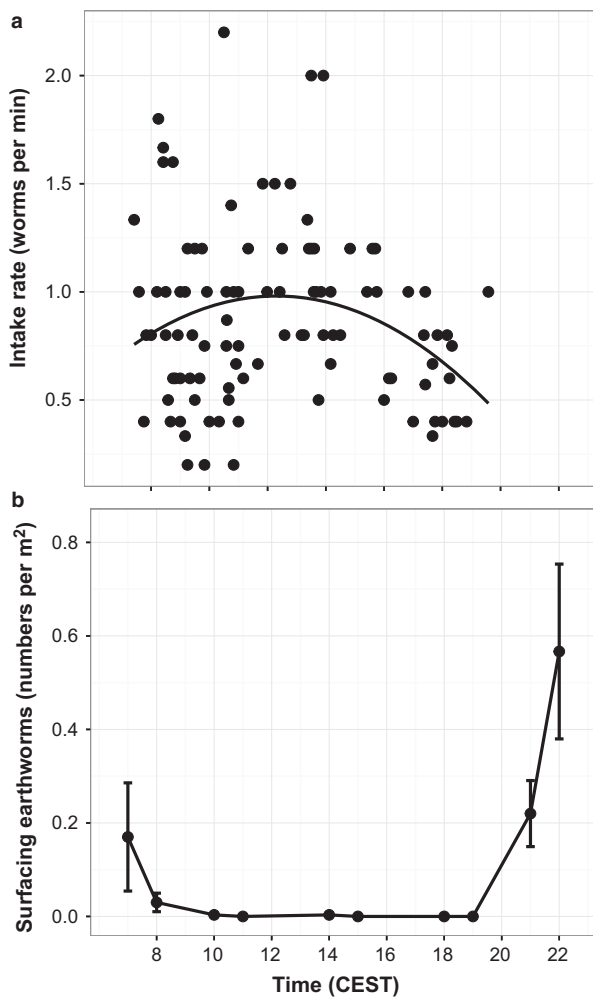 a
Intake rate (worms per min)
2.0
1.5
1.0
0.5
b
Surfacing earthworms (numbers per m²)
0.8
0.6
0.4
0.2
0.0
8 10 12 14 16 18 20 22
Time (CEST)